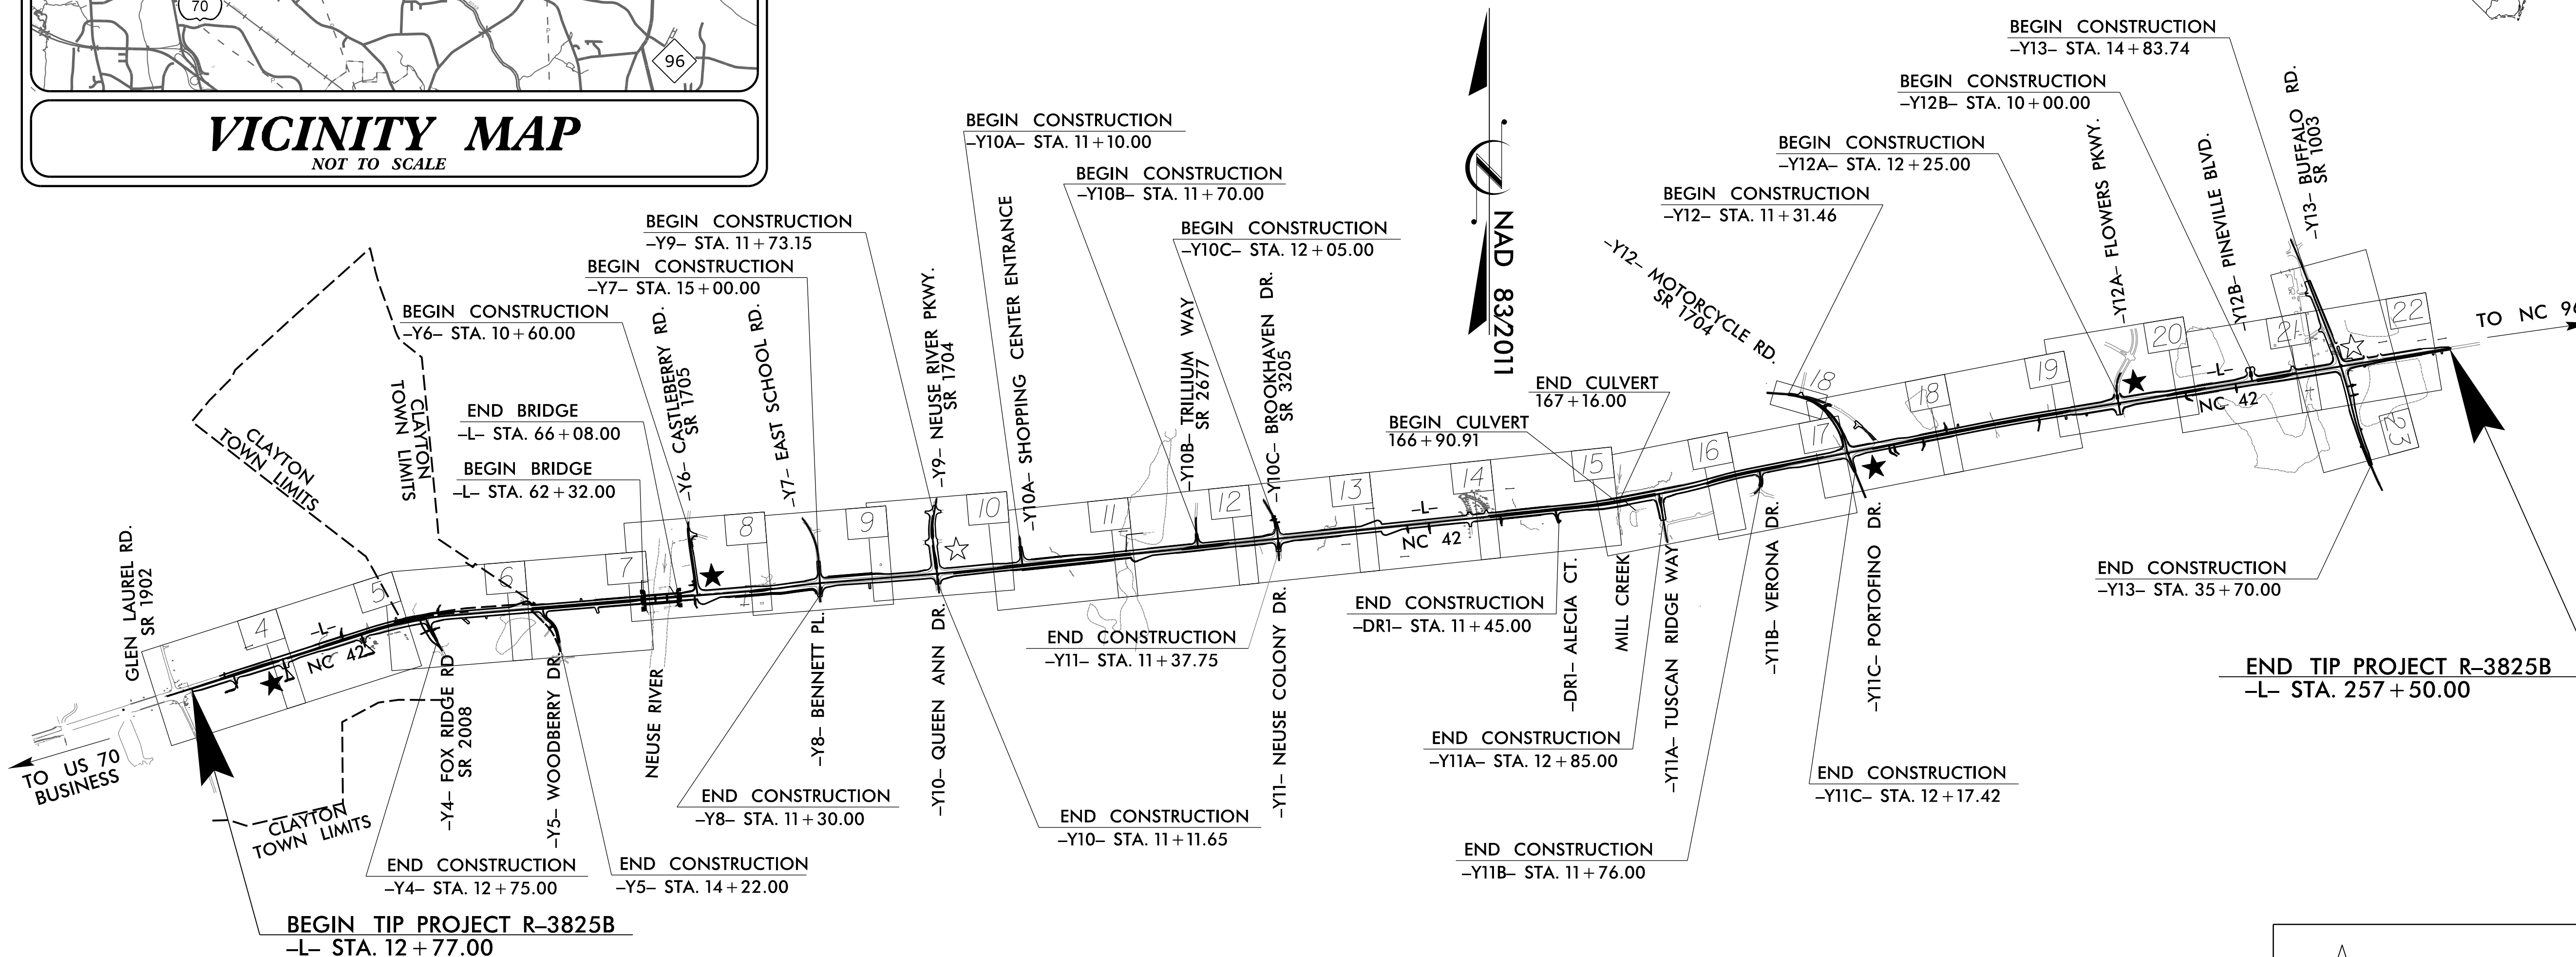 70
96
VICINITY MAP
NOT TO SCALE
BEGIN CONSTRUCTION
–Y13– STA. 14+83.74
BEGIN CONSTRUCTION
–Y12B– STA. 10+00.00
BEGIN CONSTRUCTION
–Y12A– STA. 12+25.00
BEGIN CONSTRUCTION
–Y12– STA. 11+31.46
BEGIN CONSTRUCTION
–Y10A– STA. 11+10.00
BEGIN CONSTRUCTION
–Y10B– STA. 11+70.00
BEGIN CONSTRUCTION
–Y10C– STA. 12+05.00
BEGIN CONSTRUCTION
–Y9– STA. 11+73.15
BEGIN CONSTRUCTION
–Y7– STA. 15+00.00
BEGIN CONSTRUCTION
–Y6– STA. 10+60.00
END BRIDGE
–L– STA. 66+08.00
BEGIN BRIDGE
–L– STA. 62+32.00
NAD 83/2011
END CULVERT
167+16.00
BEGIN CULVERT
166+90.91
CLAYTON
TOWN LIMITS
CLAYTON
TOWN LIMITS
GLEN LAUREL RD.
SR 1902
–Y6– CASTLEBERRY RD.
SR 1705
–Y7– EAST SCHOOL RD.
–Y9– NEUSE RIVER PKWY.
SR 1704
–Y10A– SHOPPING CENTER ENTRANCE
–Y10B– TRILLIUM WAY
SR 2677
–Y10C– BROOKHAVEN DR.
SR 3205
–Y12– MOTORCYCLE RD.
SR 1704
–Y12A– FLOWERS PKWY.
–Y12B– PINEVILLE BLVD.
–Y13– BUFFALO RD.
SR 1003
4
5
6
7
8
9
10
11
12
13
14
15
16
17
18
18
19
20
21
22
23
–L–
NC 42
–L–
NC 42
–L–
NC 42
TO US 70
BUSINESS
TO NC 96
CLAYTON
TOWN LIMITS
–Y4– FOX RIDGE RD
SR 2008
–Y5– WOODBERRY DR.
NEUSE RIVER
–Y8– BENNETT PL.
–Y10– QUEEN ANN DR.
–Y11– NEUSE COLONY DR.
–DR1– ALECIA CT.
MILL CREEK
–Y11A– TUSCAN RIDGE WAY
–Y11B– VERONA DR.
–Y11C– PORTOFINO DR.
END CONSTRUCTION
–Y13– STA. 35+70.00
END CONSTRUCTION
–DR1– STA. 11+45.00
END CONSTRUCTION
–Y11– STA. 11+37.75
END CONSTRUCTION
–Y11A– STA. 12+85.00
END CONSTRUCTION
–Y11C– STA. 12+17.42
END CONSTRUCTION
–Y8– STA. 11+30.00
END CONSTRUCTION
–Y10– STA. 11+11.65
END CONSTRUCTION
–Y11B– STA. 11+76.00
END CONSTRUCTION
–Y4– STA. 12+75.00
END CONSTRUCTION
–Y5– STA. 14+22.00
BEGIN TIP PROJECT R–3825B
–L– STA. 12+77.00
END TIP PROJECT R–3825B
–L– STA. 257+50.00